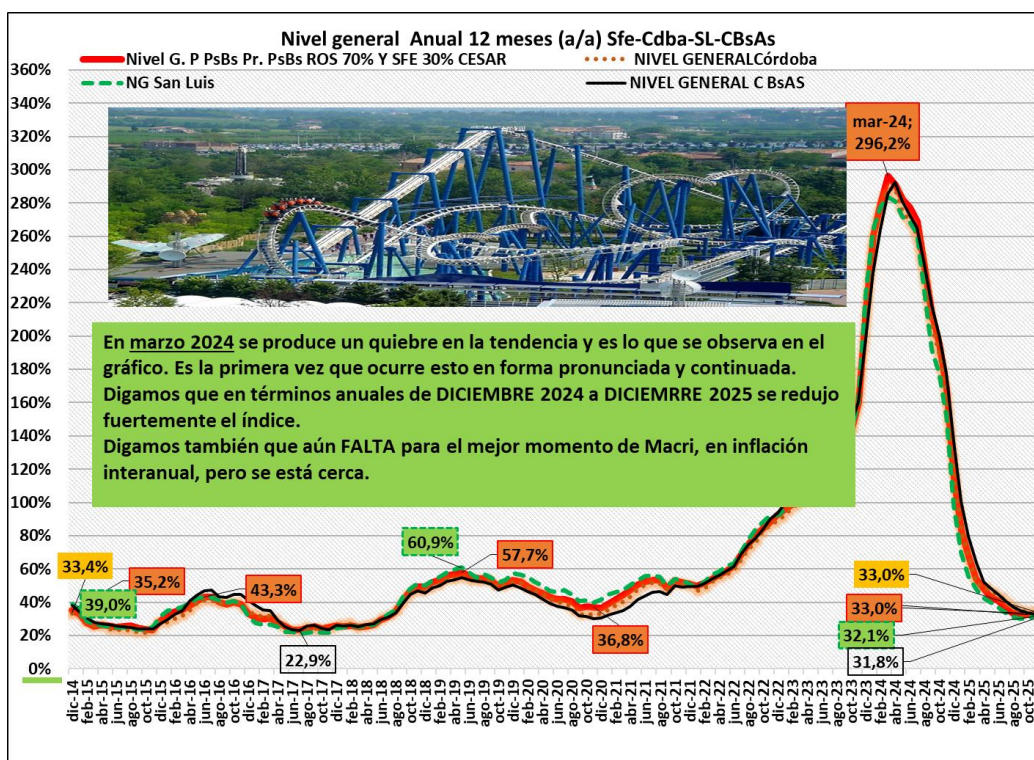 Nivel general Anual 12 meses (a/a) Sfe-Cdba-SL-CBsAs
Nivel G. P PsBs Pr. PsBs ROS 70% Y SFE 30% CESAR
NIVEL GENERALCórdoba
NG San Luis
NIVEL GENERAL C BsAS
360%
340%
320%
300%
280%
260%
240%
220%
200%
180%
160%
140%
120%
100%
80%
60%
40%
20%
0%
mar-24;
296,2%
En marzo 2024 se produce un quiebre en la tendencia y es lo que se observa en el
gráfico. Es la primera vez que ocurre esto en forma pronunciada y continuada.
Digamos que en términos anuales de DICIEMBRE 2024 a DICIEMRRE 2025 se redujo
fuertemente el índice.
Digamos también que aún FALTA para el mejor momento de Macri, en inflación
interanual, pero se está cerca.
33,4%
39,0%
35,2%
43,3%
22,9%
60,9%
57,7%
36,8%
33,0%
33,0%
32,1%
31,8%
dic-14
feb-15
abr-15
jun-15
ago-15
oct-15
dic-15
feb-16
abr-16
jun-16
ago-16
oct-16
dic-16
feb-17
abr-17
jun-17
ago-17
oct-17
dic-17
feb-18
abr-18
jun-18
ago-18
oct-18
dic-18
feb-19
abr-19
jun-19
ago-19
oct-19
dic-19
feb-20
abr-20
jun-20
ago-20
oct-20
dic-20
feb-21
abr-21
jun-21
ago-21
oct-21
dic-21
feb-22
abr-22
jun-22
ago-22
oct-22
dic-22
feb-23
abr-23
jun-23
ago-23
oct-23
dic-23
feb-24
abr-24
jun-24
ago-24
oct-24
dic-24
feb-25
abr-25
jun-25
ago-25
oct-25